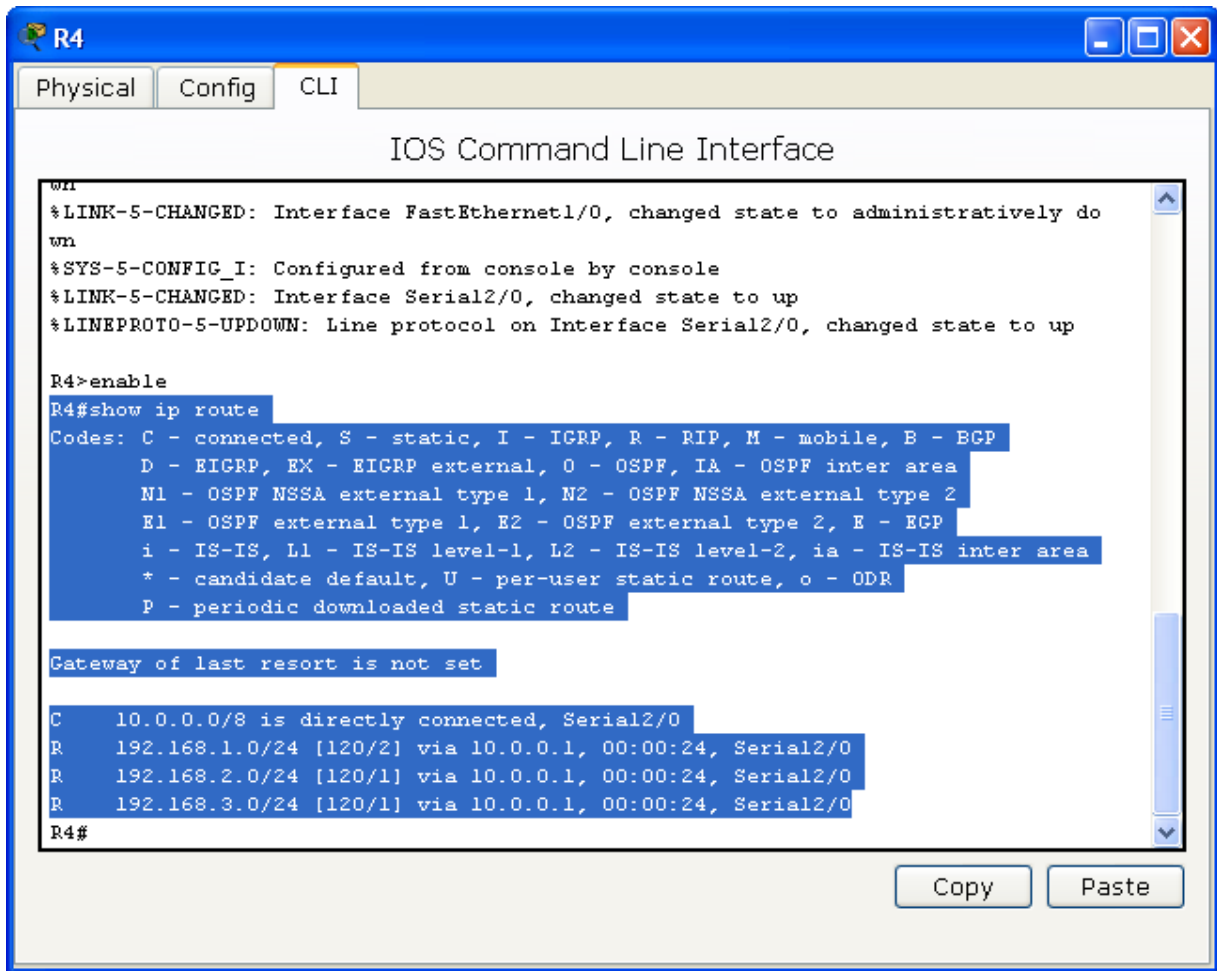 R4
Physical Config CLI
IOS Command Line Interface
wn
%LINK-5-CHANGED: Interface FastEthernet1/0, changed state to administratively do
wn
%SYS-5-CONFIG_I: Configured from console by console
%LINK-5-CHANGED: Interface Serial2/0, changed state to up
%LINEPROTO-5-UPDOWN: Line protocol on Interface Serial2/0, changed state to up
R4>enable
R4#show ip route
Codes: C - connected, S - static, I - IGRP, R - RIP, M - mobile, B - BGP
D - EIGRP, EX - EIGRP external, O - OSPF, IA - OSPF inter area
N1 - OSPF NSSA external type 1, N2 - OSPF NSSA external type 2
E1 - OSPF external type 1, E2 - OSPF external type 2, E - EGP
i - IS-IS, L1 - IS-IS level-1, L2 - IS-IS level-2, ia - IS-IS inter area
* - candidate default, U - per-user static route, o - ODR
P - periodic downloaded static route
Gateway of last resort is not set
C 10.0.0.0/8 is directly connected, Serial2/0
R 192.168.1.0/24 [120/2] via 10.0.0.1, 00:00:24, Serial2/0
R 192.168.2.0/24 [120/1] via 10.0.0.1, 00:00:24, Serial2/0
R 192.168.3.0/24 [120/1] via 10.0.0.1, 00:00:24, Serial2/0
R4#
Copy Paste